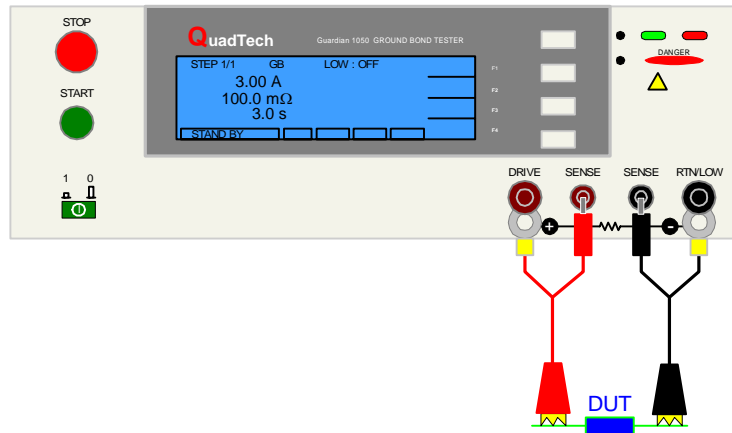 STOP
QuadTech Guardian 1050 GROUND BOND TESTER
DANGER
STEP 1/1 GB LOW : OFF
F1
3.00 A
START
F2
100.0 mΩ
3.0 s
F3
STAND BY
F4
1 0
DRIVE SENSE SENSE RTN/LOW
+ -
DUT